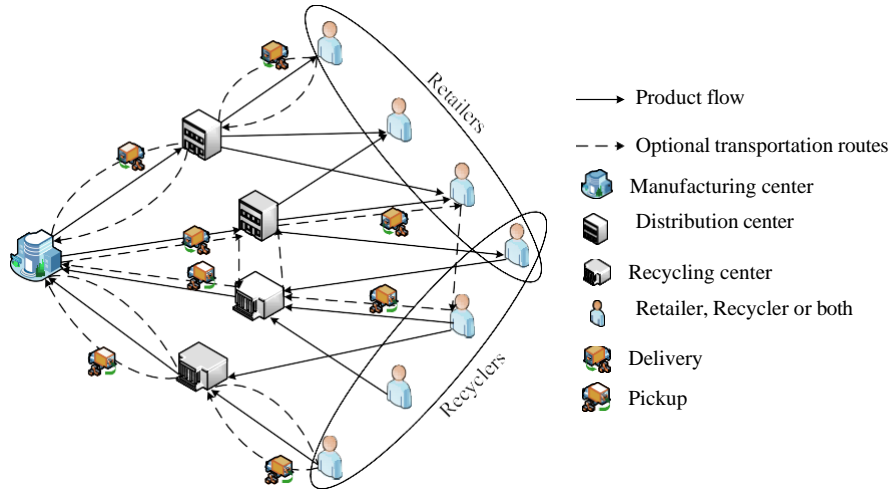 Retailers
Recyclers
Product flow
Optional transportation routes
Manufacturing center
Distribution center
Recycling center
Retailer, Recycler or both
Delivery
Pickup